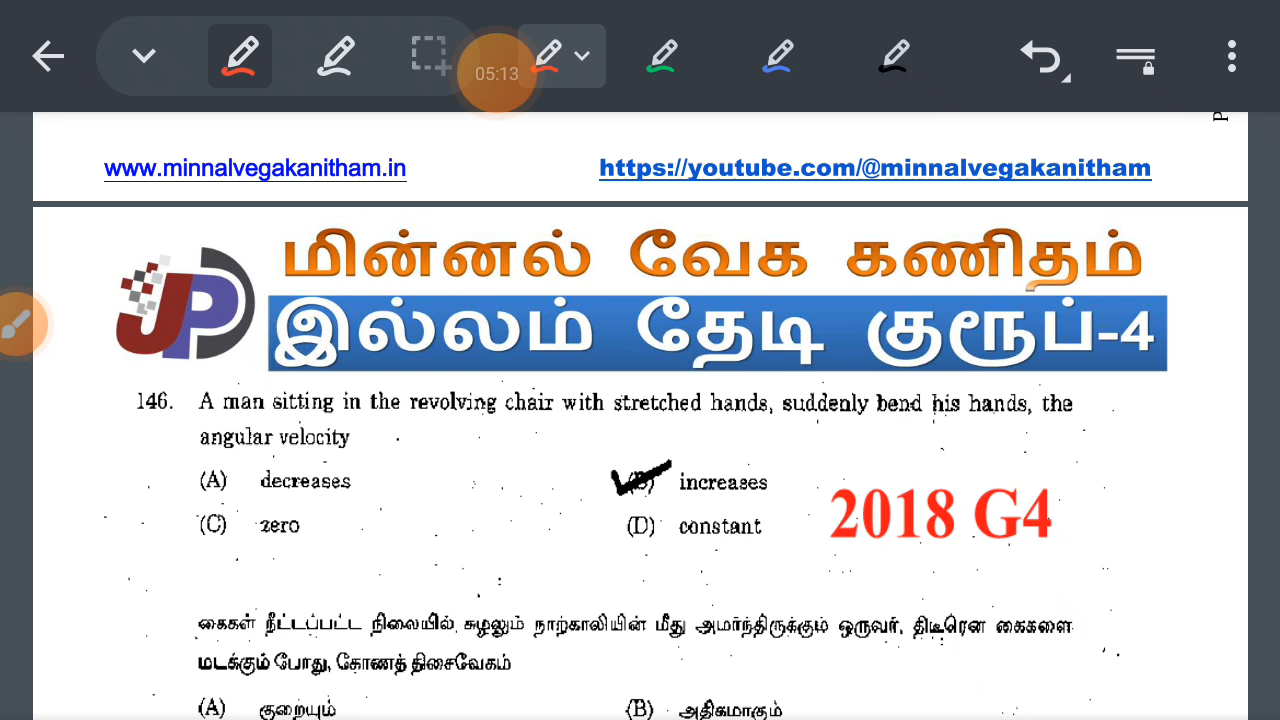 05:13
P
www.minnalvegakanitham.in https://youtube.com/@minnalvegakanitham
JP
மின்னல் வேக கணிதம்
இல்லம் தேடி குரூப்-4
146. A man sitting in the revolving chair with stretched hands, suddenly bend his hands, the
angular velocity
(A) decreases (B) increases
(C) zero (D) constant
2018 G4
கைகள் நீட்டப்பட்ட நிலையில் சுழலும் நாற்காலியின் மீது அமர்ந்திருக்கும் ஒருவர், திடீரென கைகளை
மடக்கும் போது, கோணத் திசைவேகம்
(A) குறையும் (B) அதிகமாகும்